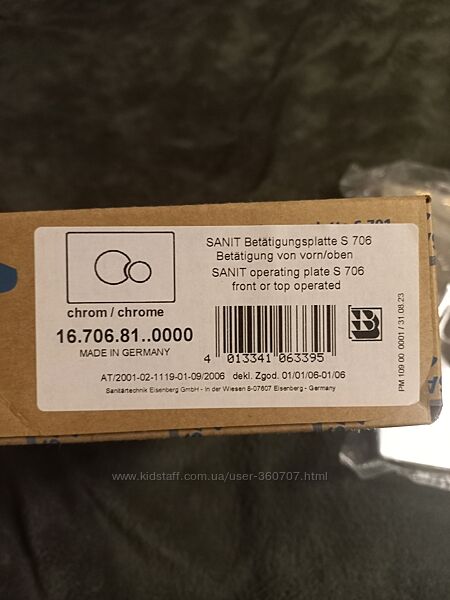 SANIT Betätigungsplatte S 706
Betätigung von vorn/oben
SANIT operating plate S 706
front or top operated
chrom / chrome
16.706.81..0000
MADE IN GERMANY
4 013341 063395
AT/2001-02-1119-01-09/2006 dekl. Zgod. 01/01/06-01/06
Sanitärtechnik Eisenberg GmbH - In der Wiesen 8-07607 Eisenberg - Germany
PM 109 00 0001 / 31.08.23
www.kidstaff.com.ua/user-360707.html